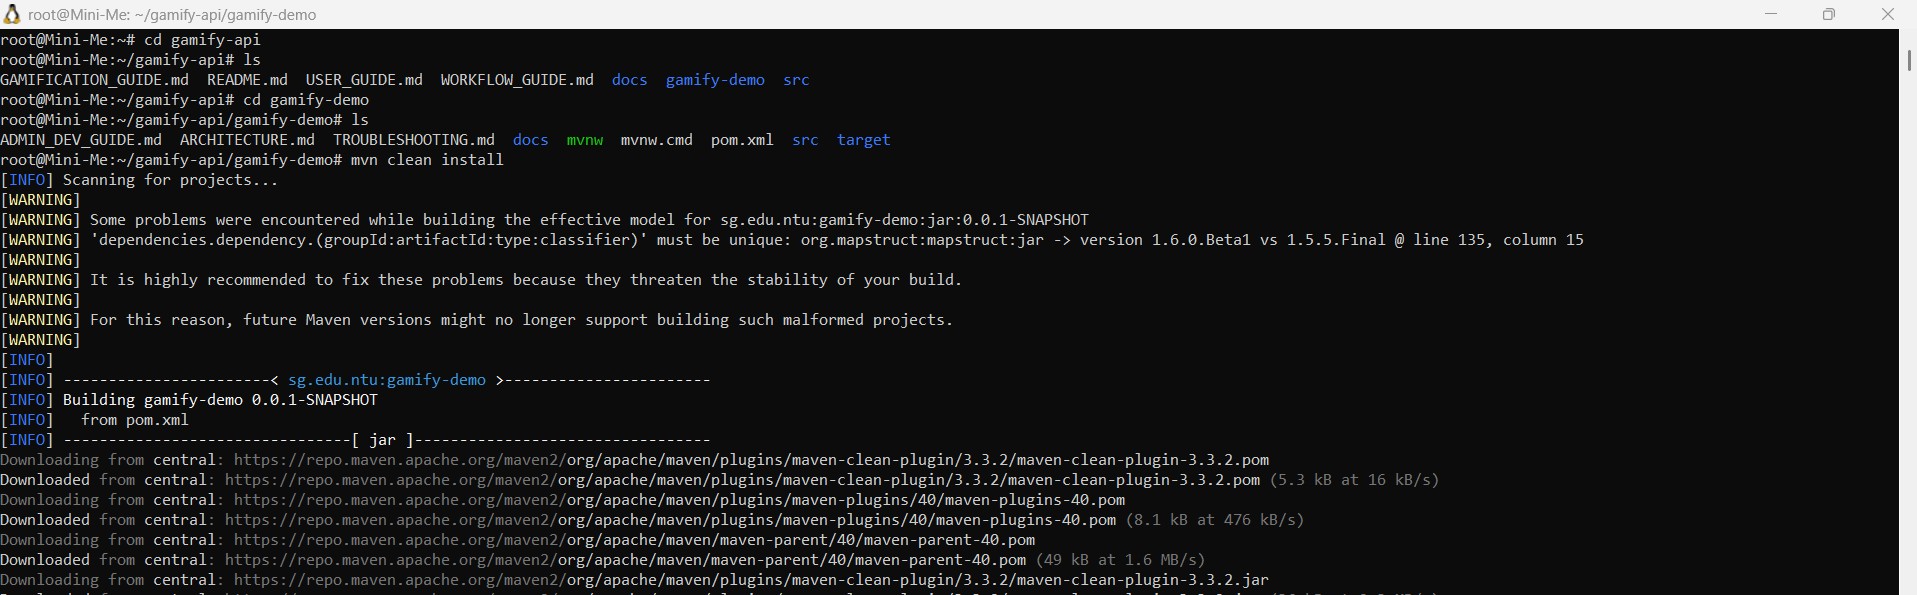 root@Mini-Me: ~/gamify-api/gamify-demo
root@Mini-Me:~# cd gamify-api
root@Mini-Me:~/gamify-api# ls
GAMIFICATION_GUIDE.md  README.md  USER_GUIDE.md  WORKFLOW_GUIDE.md  docs  gamify-demo  src
root@Mini-Me:~/gamify-api# cd gamify-demo
root@Mini-Me:~/gamify-api/gamify-demo# ls
ADMIN_DEV_GUIDE.md  ARCHITECTURE.md  TROUBLESHOOTING.md  docs  mvnw  mvnw.cmd  pom.xml  src  target
root@Mini-Me:~/gamify-api/gamify-demo# mvn clean install
[INFO] Scanning for projects...
[WARNING]
[WARNING] Some problems were encountered while building the effective model for sg.edu.ntu:gamify-demo:jar:0.0.1-SNAPSHOT
[WARNING] 'dependencies.dependency.(groupId:artifactId:type:classifier)' must be unique: org.mapstruct:mapstruct:jar -> version 1.6.0.Beta1 vs 1.5.5.Final @ line 135, column 15
[WARNING]
[WARNING] It is highly recommended to fix these problems because they threaten the stability of your build.
[WARNING]
[WARNING] For this reason, future Maven versions might no longer support building such malformed projects.
[WARNING]
[INFO]
[INFO] -----------------------< sg.edu.ntu:gamify-demo >-----------------------
[INFO] Building gamify-demo 0.0.1-SNAPSHOT
[INFO]   from pom.xml
[INFO] --------------------------------[ jar ]---------------------------------
Downloading from central: https://repo.maven.apache.org/maven2/org/apache/maven/plugins/maven-clean-plugin/3.3.2/maven-clean-plugin-3.3.2.pom
Downloaded from central: https://repo.maven.apache.org/maven2/org/apache/maven/plugins/maven-clean-plugin/3.3.2/maven-clean-plugin-3.3.2.pom (5.3 kB at 16 kB/s)
Downloading from central: https://repo.maven.apache.org/maven2/org/apache/maven/plugins/maven-plugins/40/maven-plugins-40.pom
Downloaded from central: https://repo.maven.apache.org/maven2/org/apache/maven/plugins/maven-plugins/40/maven-plugins-40.pom (8.1 kB at 476 kB/s)
Downloading from central: https://repo.maven.apache.org/maven2/org/apache/maven/maven-parent/40/maven-parent-40.pom
Downloaded from central: https://repo.maven.apache.org/maven2/org/apache/maven/maven-parent/40/maven-parent-40.pom (49 kB at 1.6 MB/s)
Downloading from central: https://repo.maven.apache.org/maven2/org/apache/maven/plugins/maven-clean-plugin/3.3.2/maven-clean-plugin-3.3.2.jar